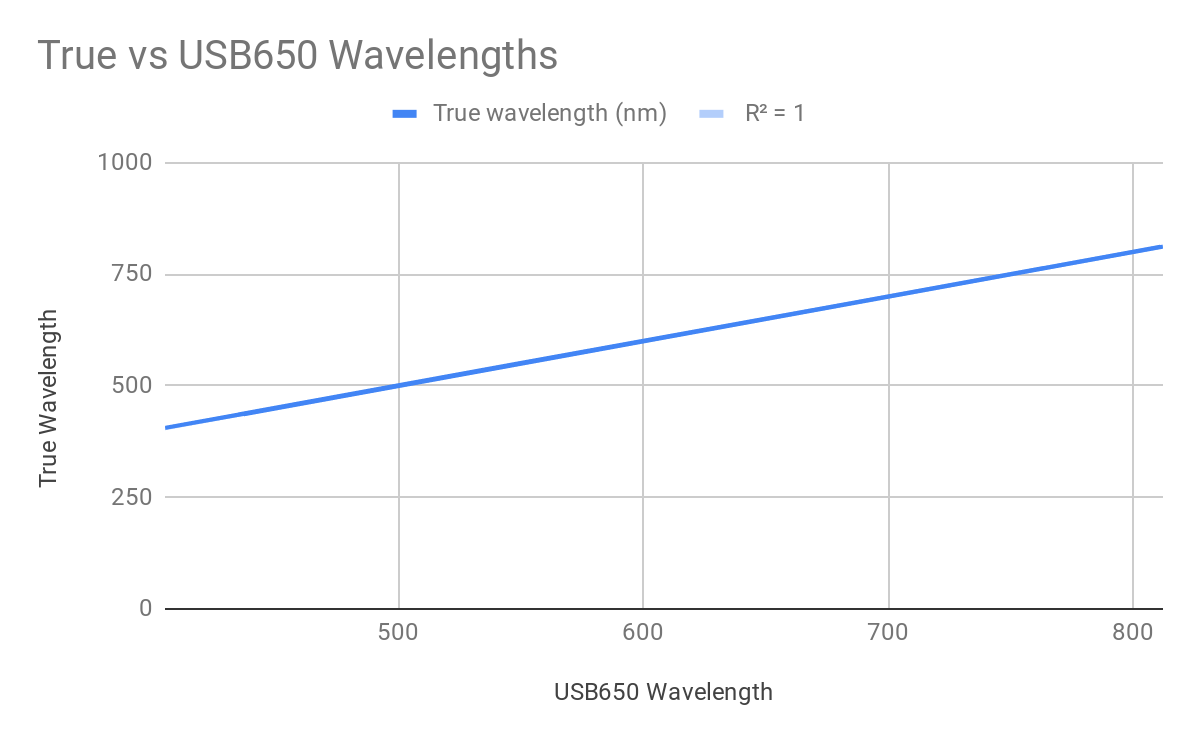 True vs USB650 Wavelengths
True wavelength (nm) R² = 1
1000
750
500
250
0
True Wavelength
500 600 700 800
USB650 Wavelength